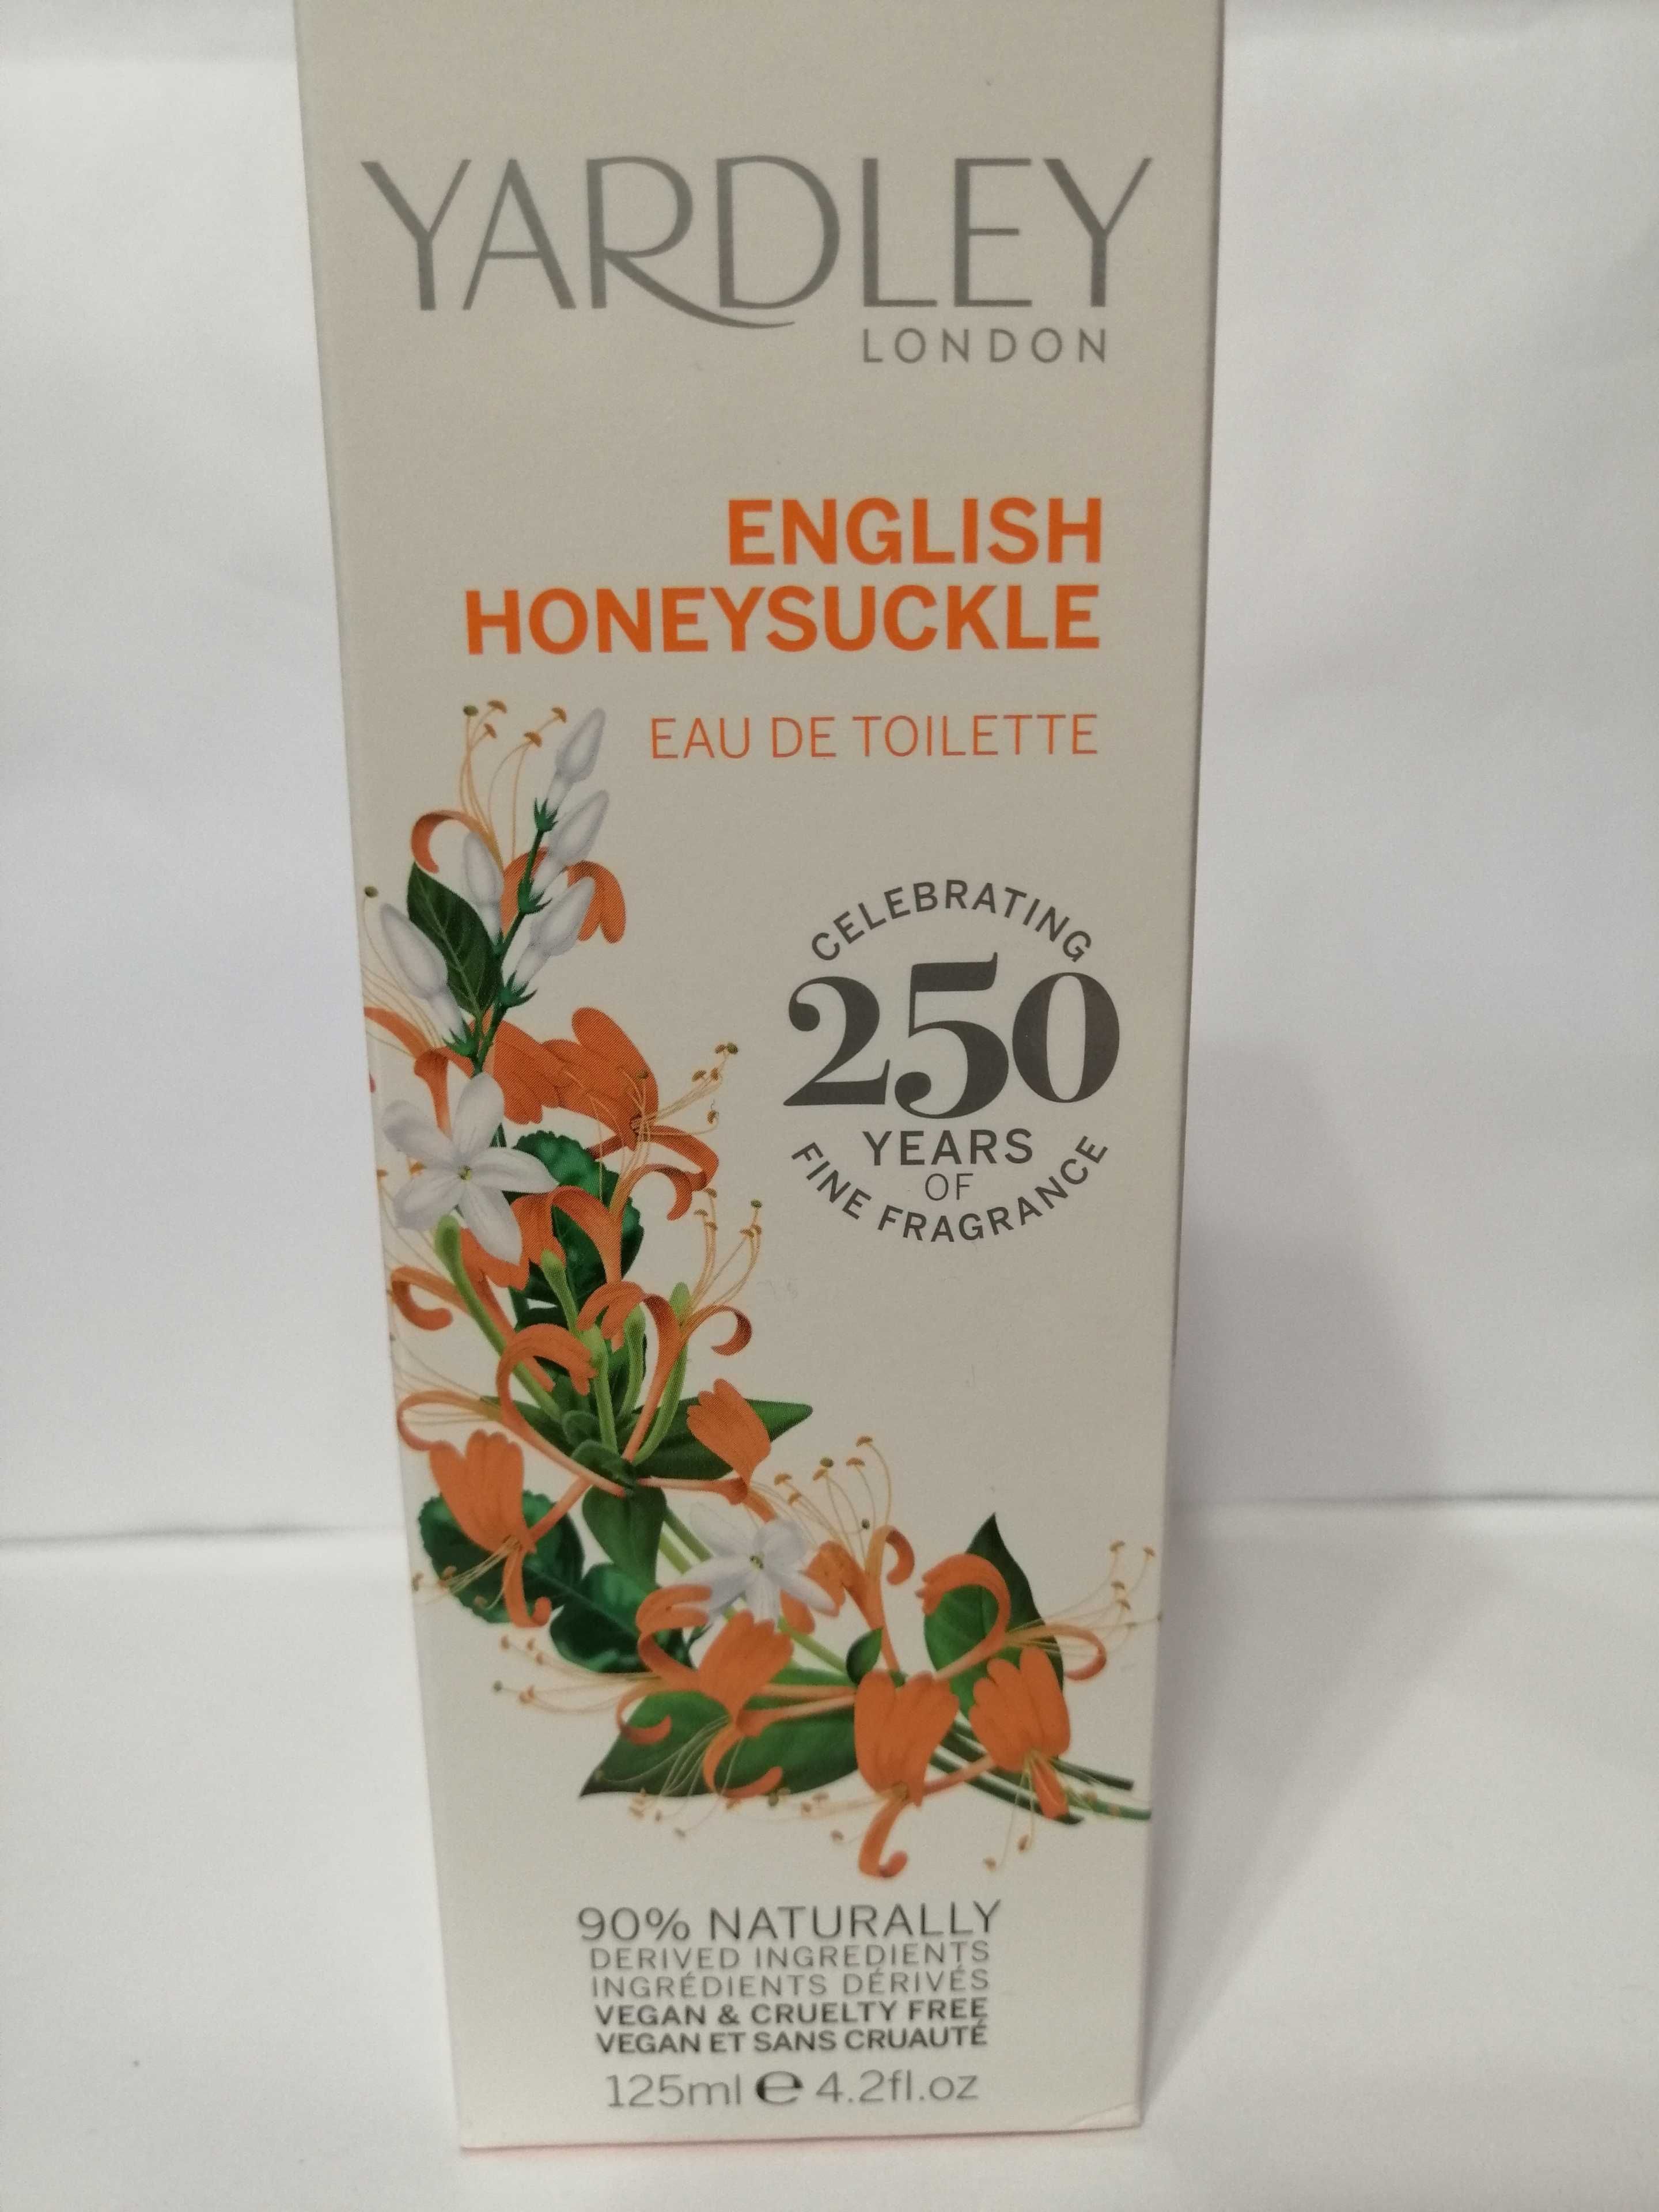 YARDLEY
LONDON
ENGLISH
HONEYSUCKLE
EAU DE TOILETTE
CELEBRATING
250
YEARS
OF
FINE FRAGRANCE
90% NATURALLY
DERIVED INGREDIENTS
INGRÉDIENTS DÉRIVÉS
VEGAN & CRUELTY FREE
VEGAN ET SANS CRUAUTÉ
125ml e 4.2fl.oz